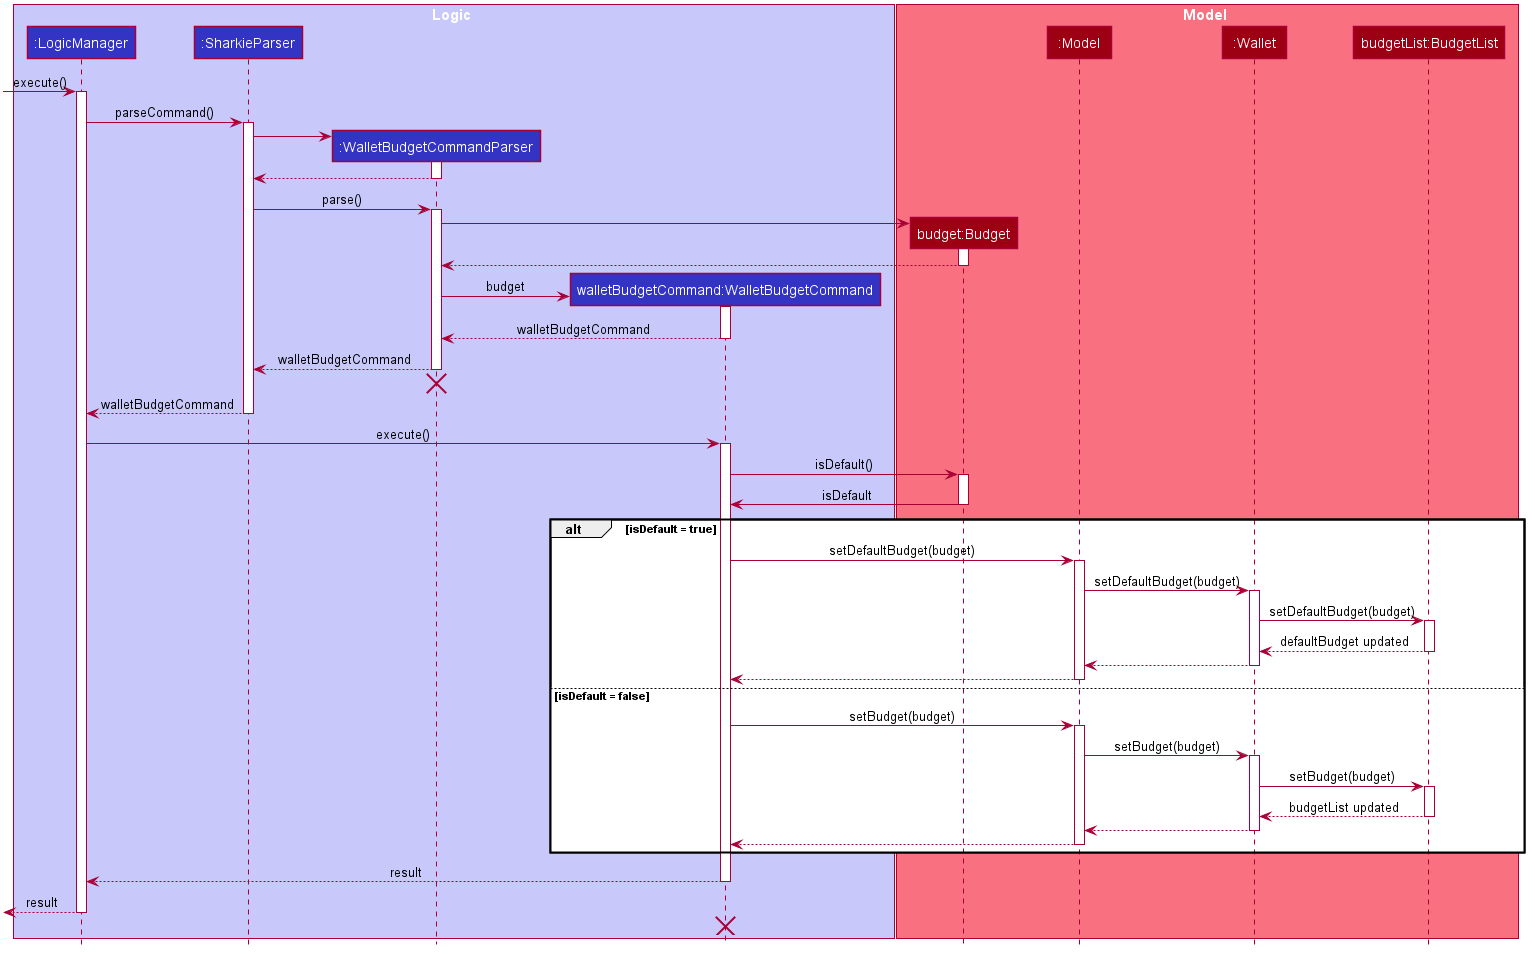 Logic
Model
:LogicManager
:SharkieParser
:Model
:Wallet
budgetList:BudgetList
execute()
parseCommand()
:WalletBudgetCommandParser
parse()
budget:Budget
budget
walletBudgetCommand:WalletBudgetCommand
walletBudgetCommand
walletBudgetCommand
walletBudgetCommand
execute()
isDefault()
isDefault
alt
[isDefault = true]
setDefaultBudget(budget)
setDefaultBudget(budget)
setDefaultBudget(budget)
defaultBudget updated
[isDefault = false]
setBudget(budget)
setBudget(budget)
setBudget(budget)
budgetList updated
result
result